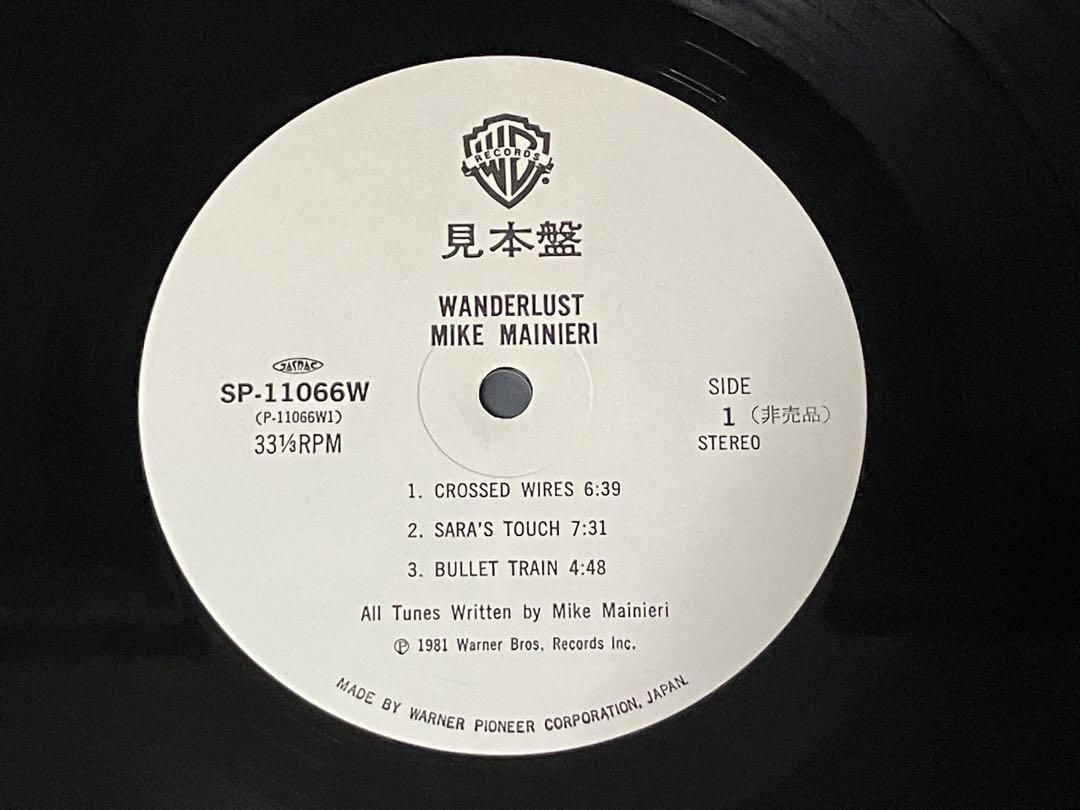 WB
RECORDS
®
見本盤
WANDERLUST
MIKE MAINIERI
JASRAC
SP-11066W
(P-11066W1)
33⅓RPM
SIDE
1 (非売品)
STEREO
1. CROSSED WIRES 6:39
2. SARA'S TOUCH 7:31
3. BULLET TRAIN 4:48
All Tunes Written by Mike Mainieri
℗ 1981 Warner Bros. Records Inc.
MADE BY WARNER PIONEER CORPORATION, JAPAN.